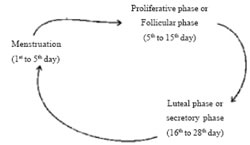 Proliferative phase or
Follicular phase
(5th to 15th day)
Menstruation
(1st to 5th day)
Luteal phase or
secretory phase
(16th to 28th day)